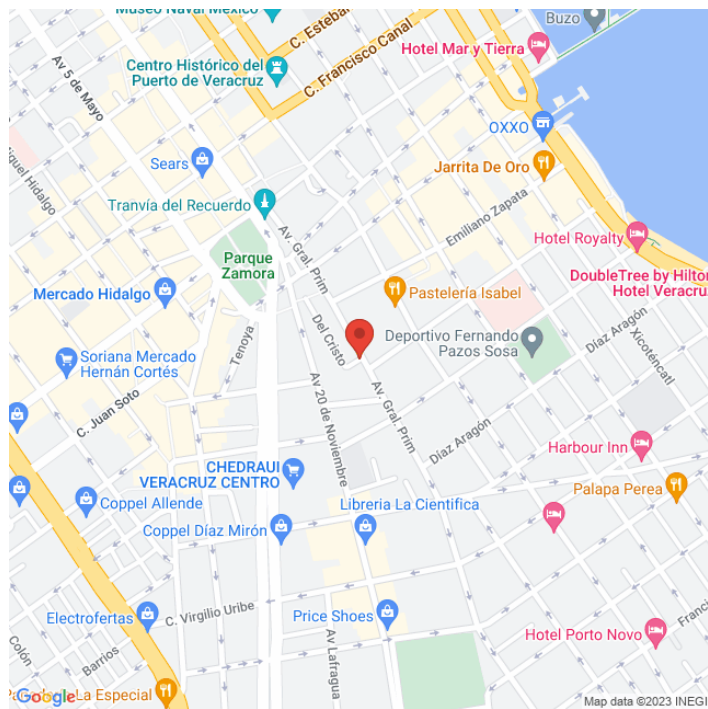 Museo Naval México
C. Esteban
Buzo
Hotel Mar y Tierra
Av 5 de Mayo
Centro Histórico del
Puerto de Veracruz
C. Francisco Canal
OXXO
Miguel Hidalgo
Sears
Jarrita De Oro
Tranvía del Recuerdo
Emiliano Zapata
Av. Gral. Prim
Hotel Royalty
Parque
Zamora
DoubleTree by Hilton
Hotel Veracruz
Mercado Hidalgo
Pastelería Isabel
Del Cristo
Deportivo Fernando
Pazos Sosa
Díaz Aragón
Xicoténcatl
Tenoya
Soriana Mercado
Hernán Cortés
Av 20 de Noviembre
Av. Gral. Prim
C. Juan Soto
Díaz Aragón
Harbour Inn
CHEDRAUI
VERACRUZ CENTRO
Palapa Perea
Coppel Allende
Libreria La Cientifica
Coppel Díaz Mirón
Electrofertas
C. Virgilio Uribe
Price Shoes
Hotel Porto Novo
Colón
Barrios
Av Lafragua
La Especial
Google
Map data ©2023 INEGI